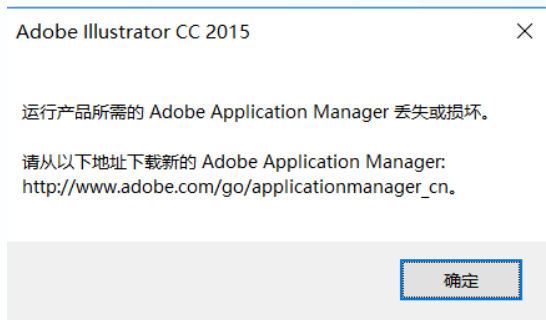 Adobe Illustrator CC 2015
运行产品所需的 Adobe Application Manager 丢失或损坏。
请从以下地址下载新的 Adobe Application Manager:
http://www.adobe.com/go/applicationmanager_cn。
确定